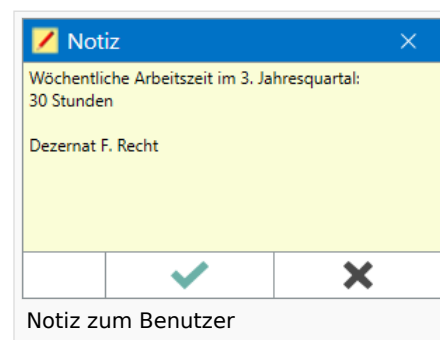 Notiz
Wöchentliche Arbeitszeit im 3. Jahresquartal:
30 Stunden
Dezernat F. Recht
Notiz zum Benutzer